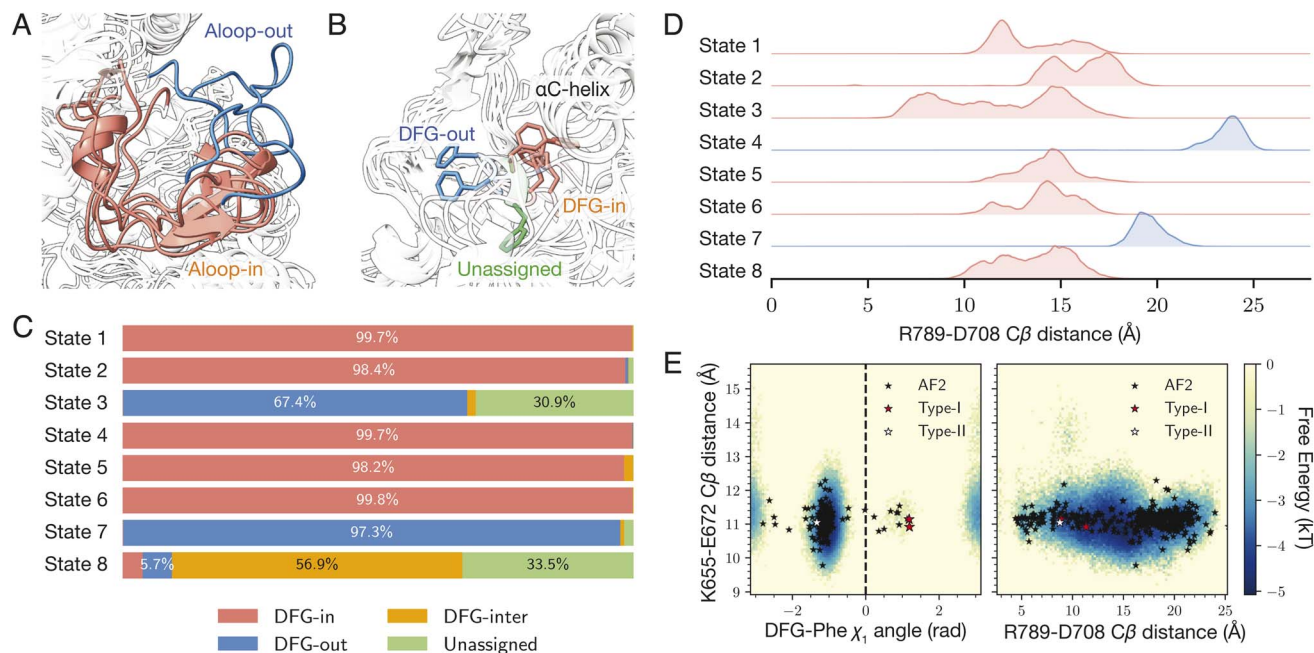 A
Aloop-out
Aloop-in
B
αC-helix
DFG-out
DFG-in
Unassigned
C
State 1
99.7%
State 2
98.4%
State 3
67.4%
30.9%
State 4
99.7%
State 5
98.2%
State 6
99.8%
State 7
97.3%
State 8
5.7%
56.9%
33.5%
DFG-in
DFG-inter
DFG-out
Unassigned
D
State 1
State 2
State 3
State 4
State 5
State 6
State 7
State 8
0 5 10 15 20 25
R789-D708 Cβ distance (Å)
E
K655-E672 Cβ distance (Å)
15
14
13
12
11
10
9
AF2
Type-I
Type-II
−2 0 2
DFG-Phe χ1 angle (rad)
AF2
Type-I
Type-II
5 10 15 20 25
R789-D708 Cβ distance (Å)
0
−1
−2
−3
−4
−5
Free Energy (kT)